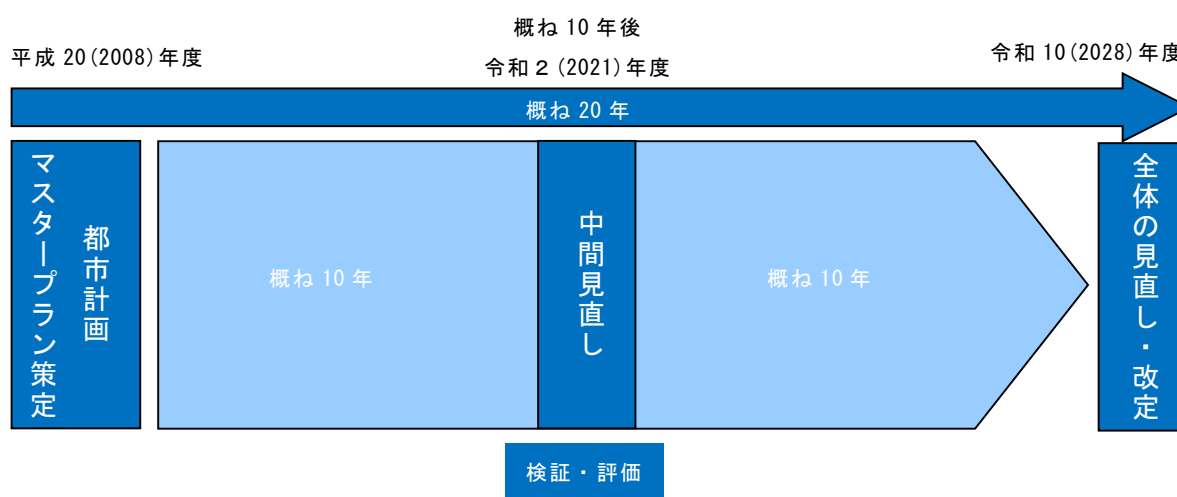 平成 20(2008)年度
概ね 10 年後
令和２(2021)年度
令和 10(2028)年度
概ね 20 年
都市計画
マスタープラン策定
概ね 10 年
中間見直し
概ね 10 年
全体の見直し・改定
検証・評価